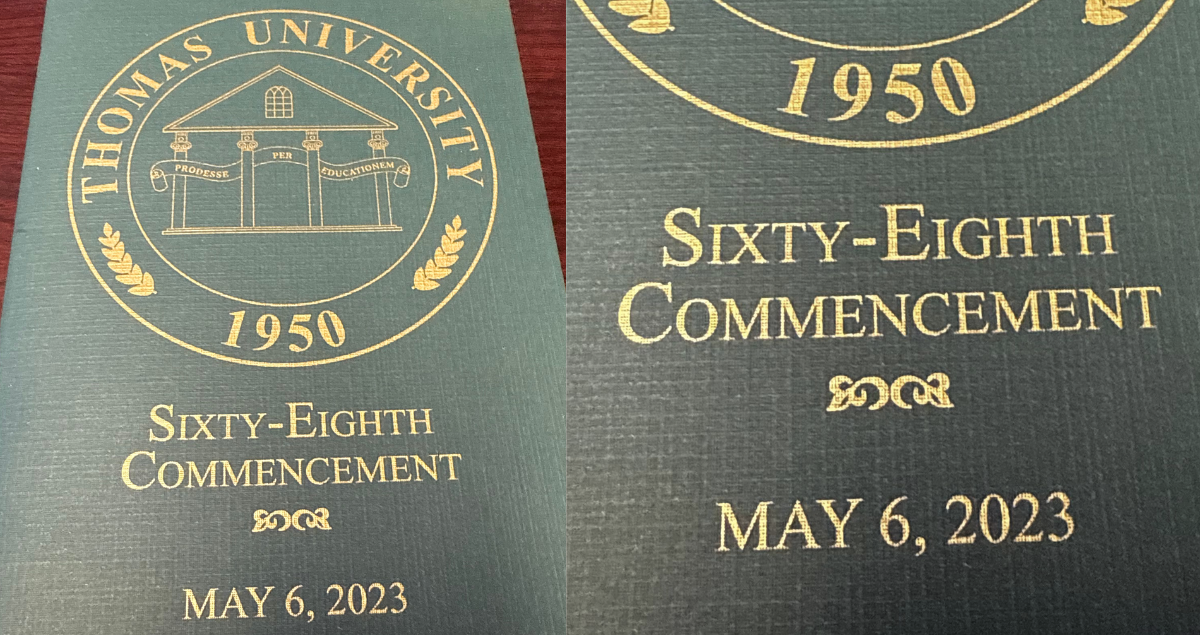 THOMAS UNIVERSITY
PRODESSE PER EDUCATIONEM
1950
SIXTY-EIGHTH
COMMENCEMENT
MAY 6, 2023
1950
SIXTY-EIGHTH
COMMENCEMENT
MAY 6, 2023